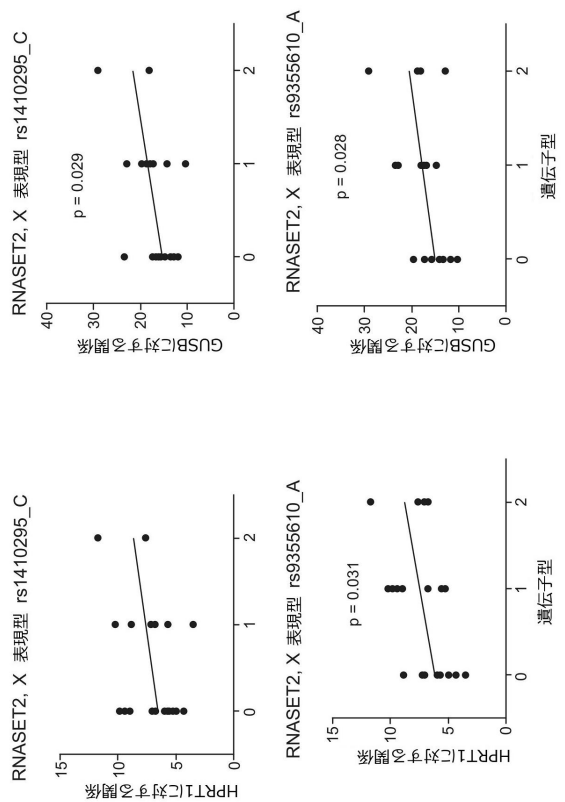 RNASET2, X 表現型 rs1410295_C
HPRT1に対する関係
15
10
5
0
0
1
2
RNASET2, X 表現型 rs1410295_C
GUSBに対する関係
40
30
20
10
0
p = 0.029
0
1
2
RNASET2, X 表現型 rs9355610_A
HPRT1に対する関係
15
10
5
0
p = 0.031
0
1
2
遺伝子型
RNASET2, X 表現型 rs9355610_A
GUSBに対する関係
40
30
20
10
0
p = 0.028
0
1
2
遺伝子型